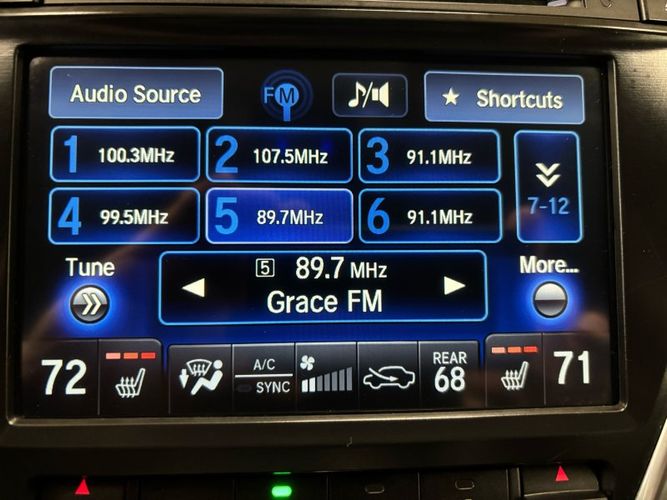 Audio Source
FM
Shortcuts
1 100.3MHz
2 107.5MHz
3 91.1MHz
4 99.5MHz
5 89.7MHz
6 91.1MHz
7-12
Tune
5 89.7 MHz
Grace FM
More...
72
A/C
SYNC
REAR
68
71